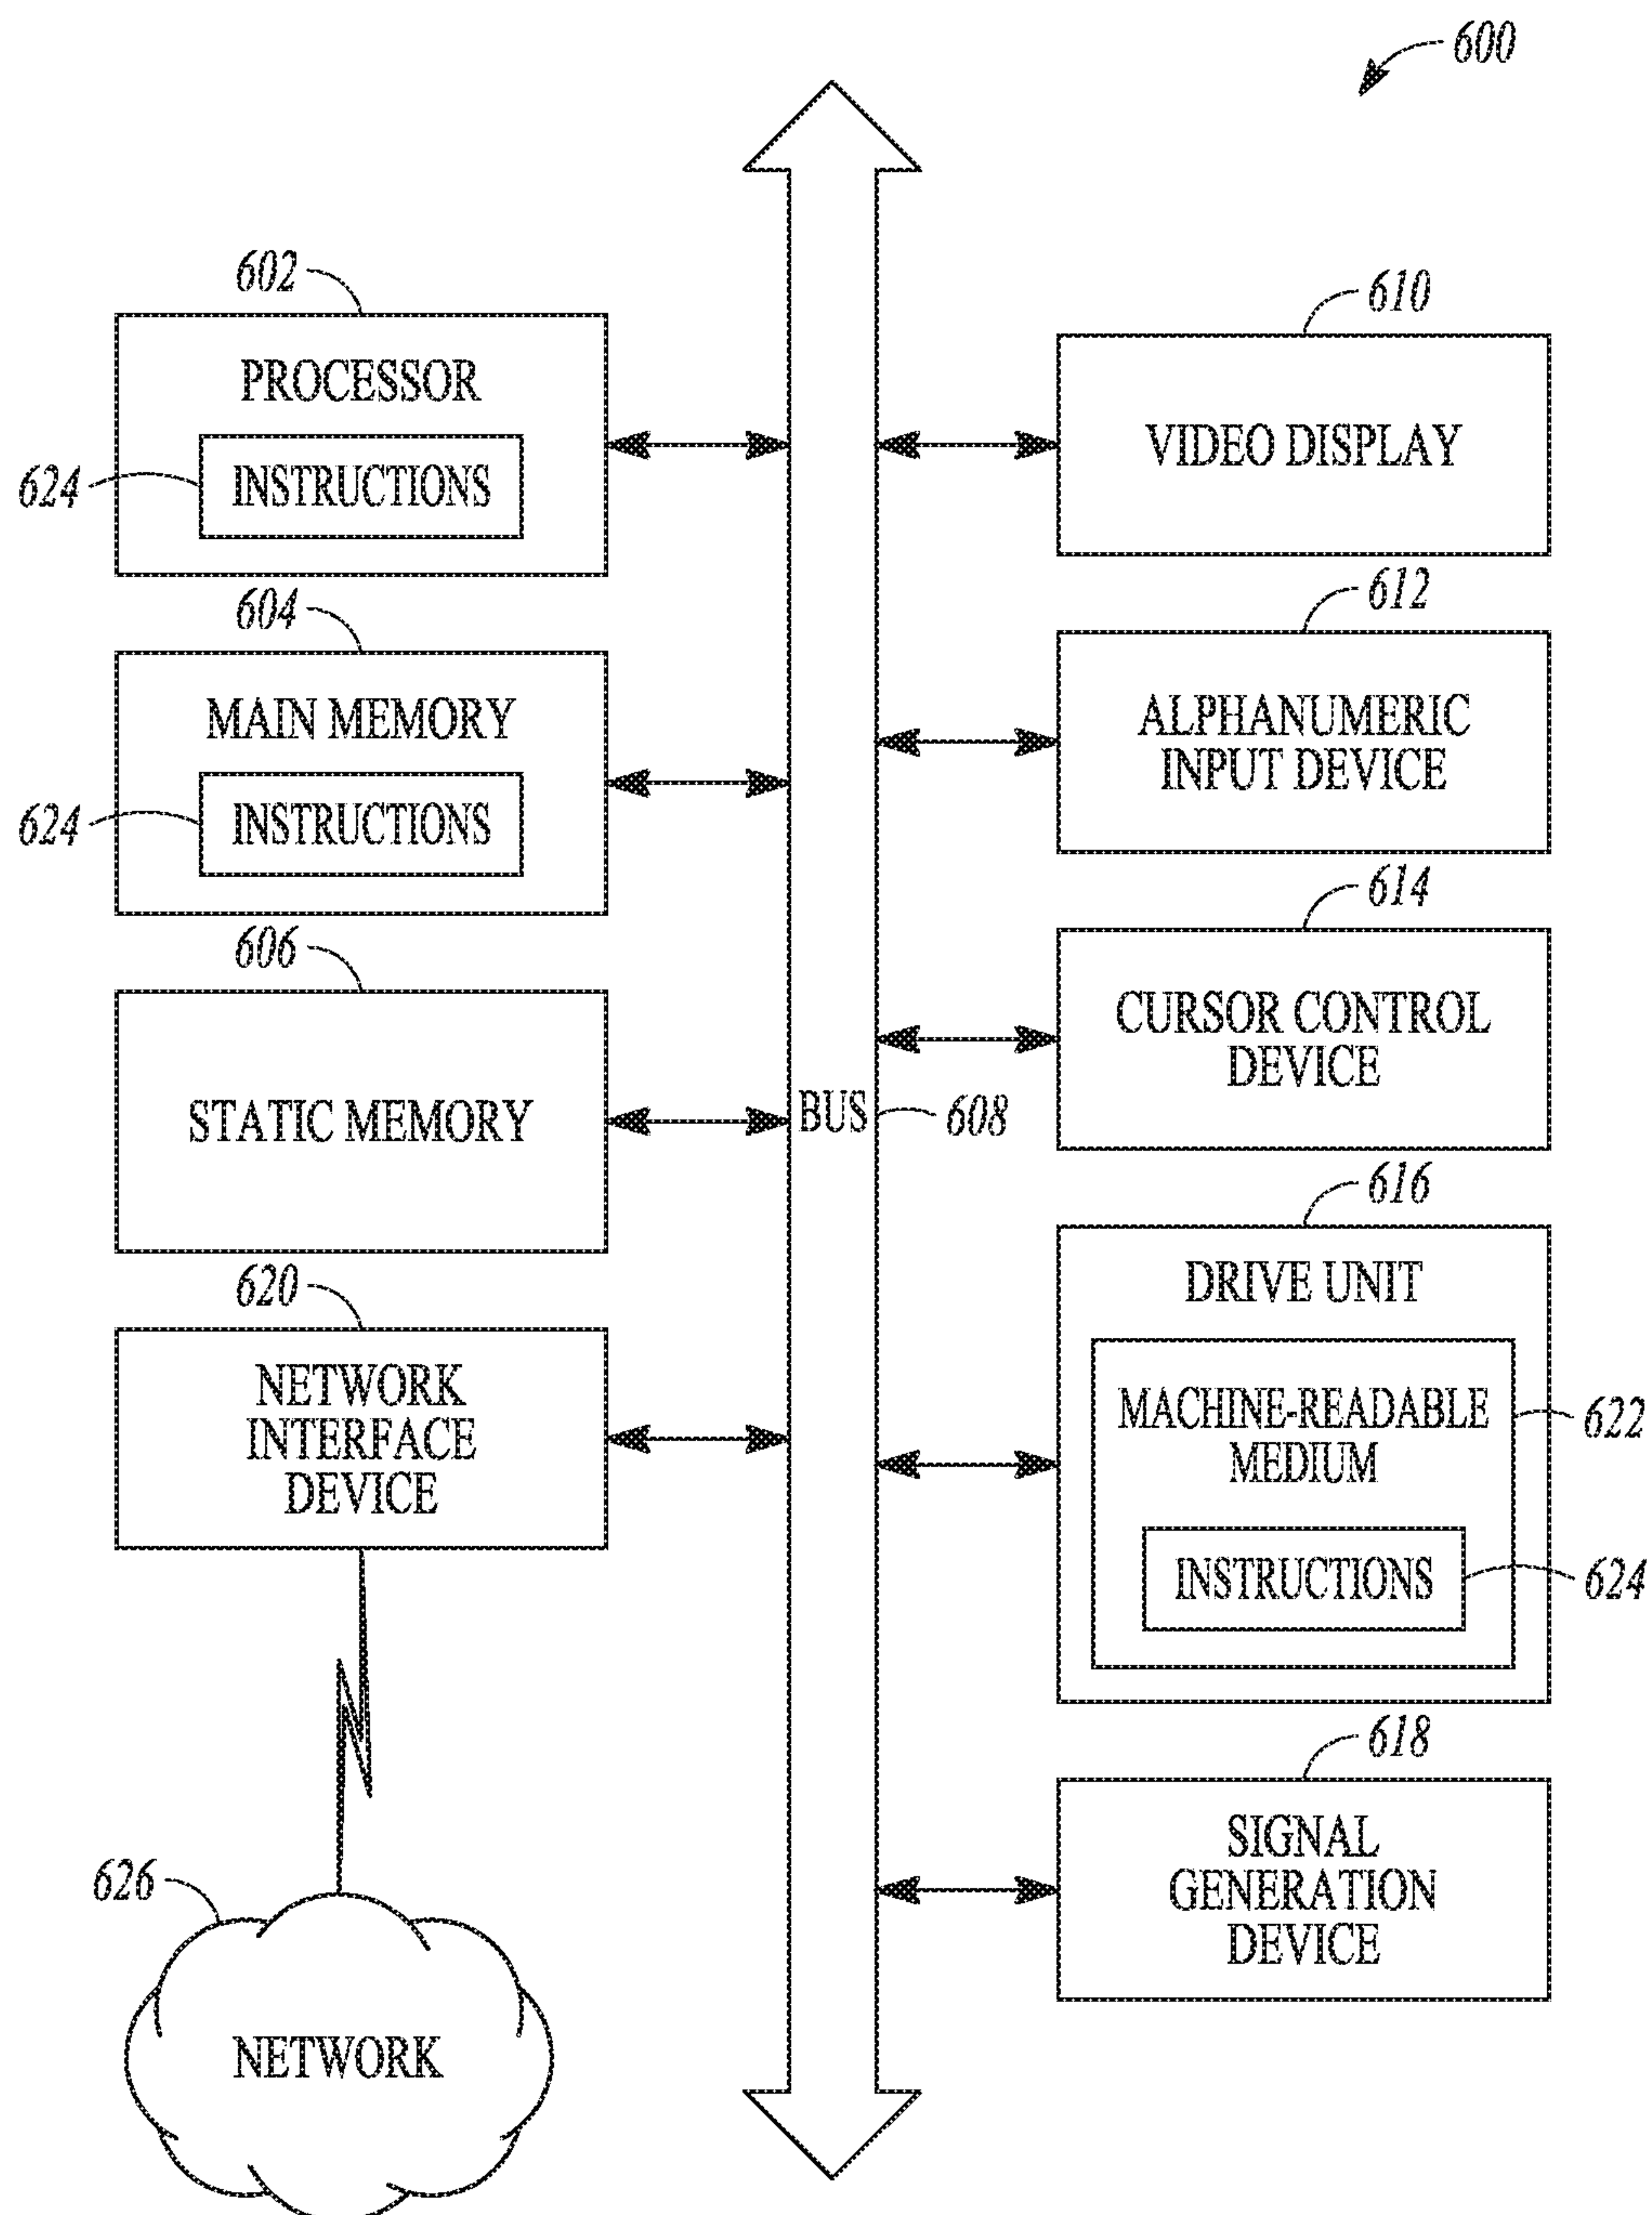 600
602
PROCESSOR
624
INSTRUCTIONS
604
MAIN MEMORY
624
INSTRUCTIONS
606
STATIC MEMORY
620
NETWORK
INTERFACE
DEVICE
626
NETWORK
BUS
608
610
VIDEO DISPLAY
612
ALPHANUMERIC
INPUT DEVICE
614
CURSOR CONTROL
DEVICE
616
DRIVE UNIT
MACHINE-READABLE
MEDIUM
622
INSTRUCTIONS
624
618
SIGNAL
GENERATION
DEVICE